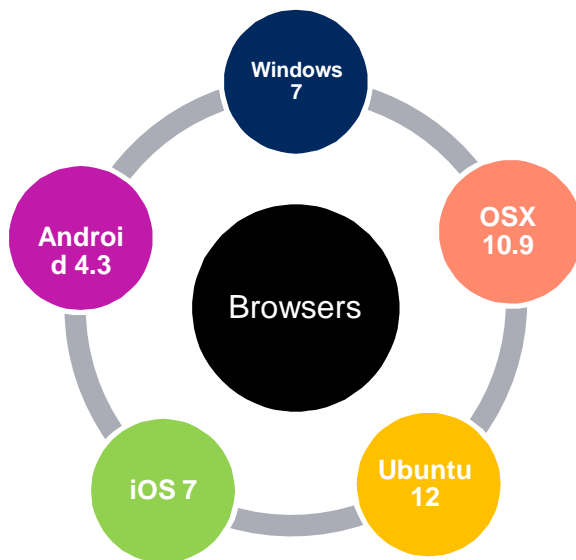 Windows
7
OSX
10.9
Ubuntu
12
iOS 7
Androi
d 4.3
Browsers